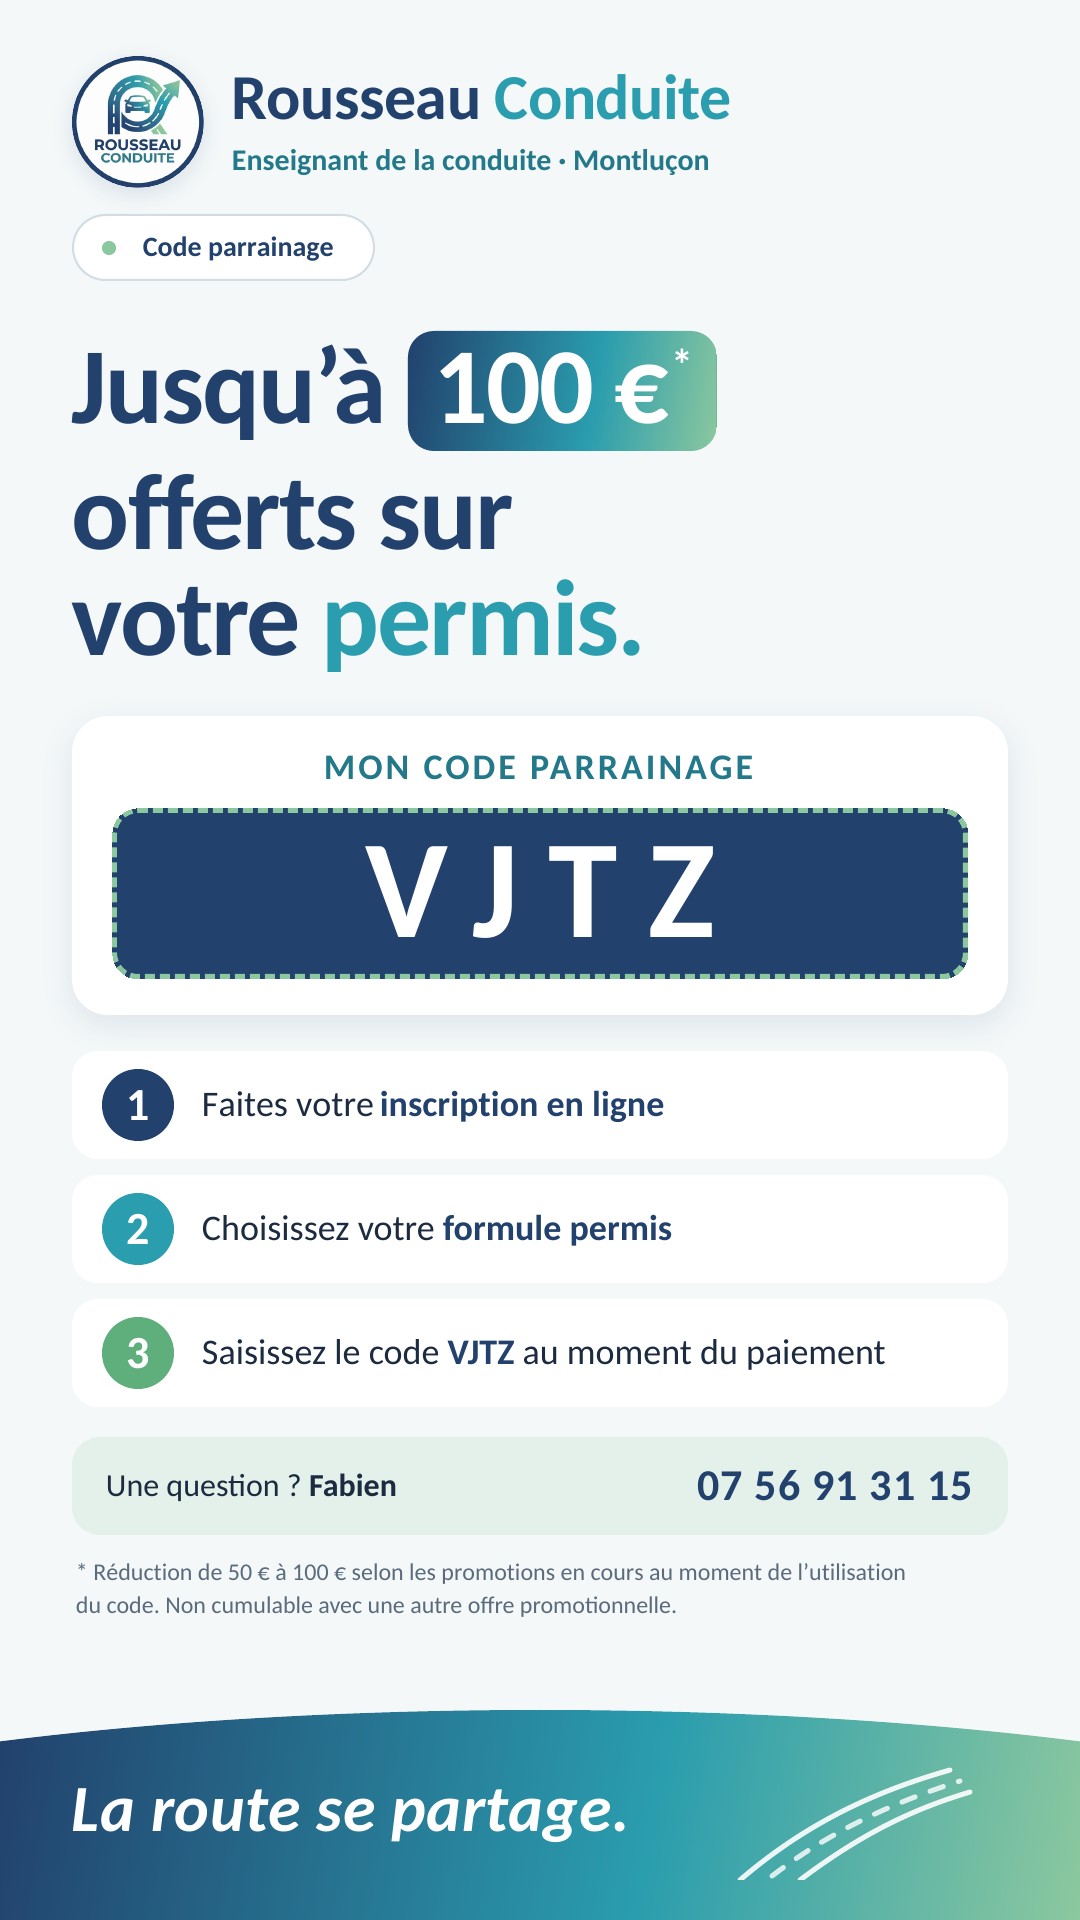 ROUSSEAU
CONDUITE
Rousseau Conduite
Enseignant de la conduite · Montluçon
Code parrainage
Jusqu’à 100 €*
offerts sur
votre permis.
MON CODE PARRAINAGE
VJTZ
1 Faites votre inscription en ligne
2 Choisissez votre formule permis
3 Saisissez le code VJTZ au moment du paiement
Une question ? Fabien 07 56 91 31 15
* Réduction de 50 € à 100 € selon les promotions en cours au moment de l’utilisation
du code. Non cumulable avec une autre offre promotionnelle.
La route se partage.